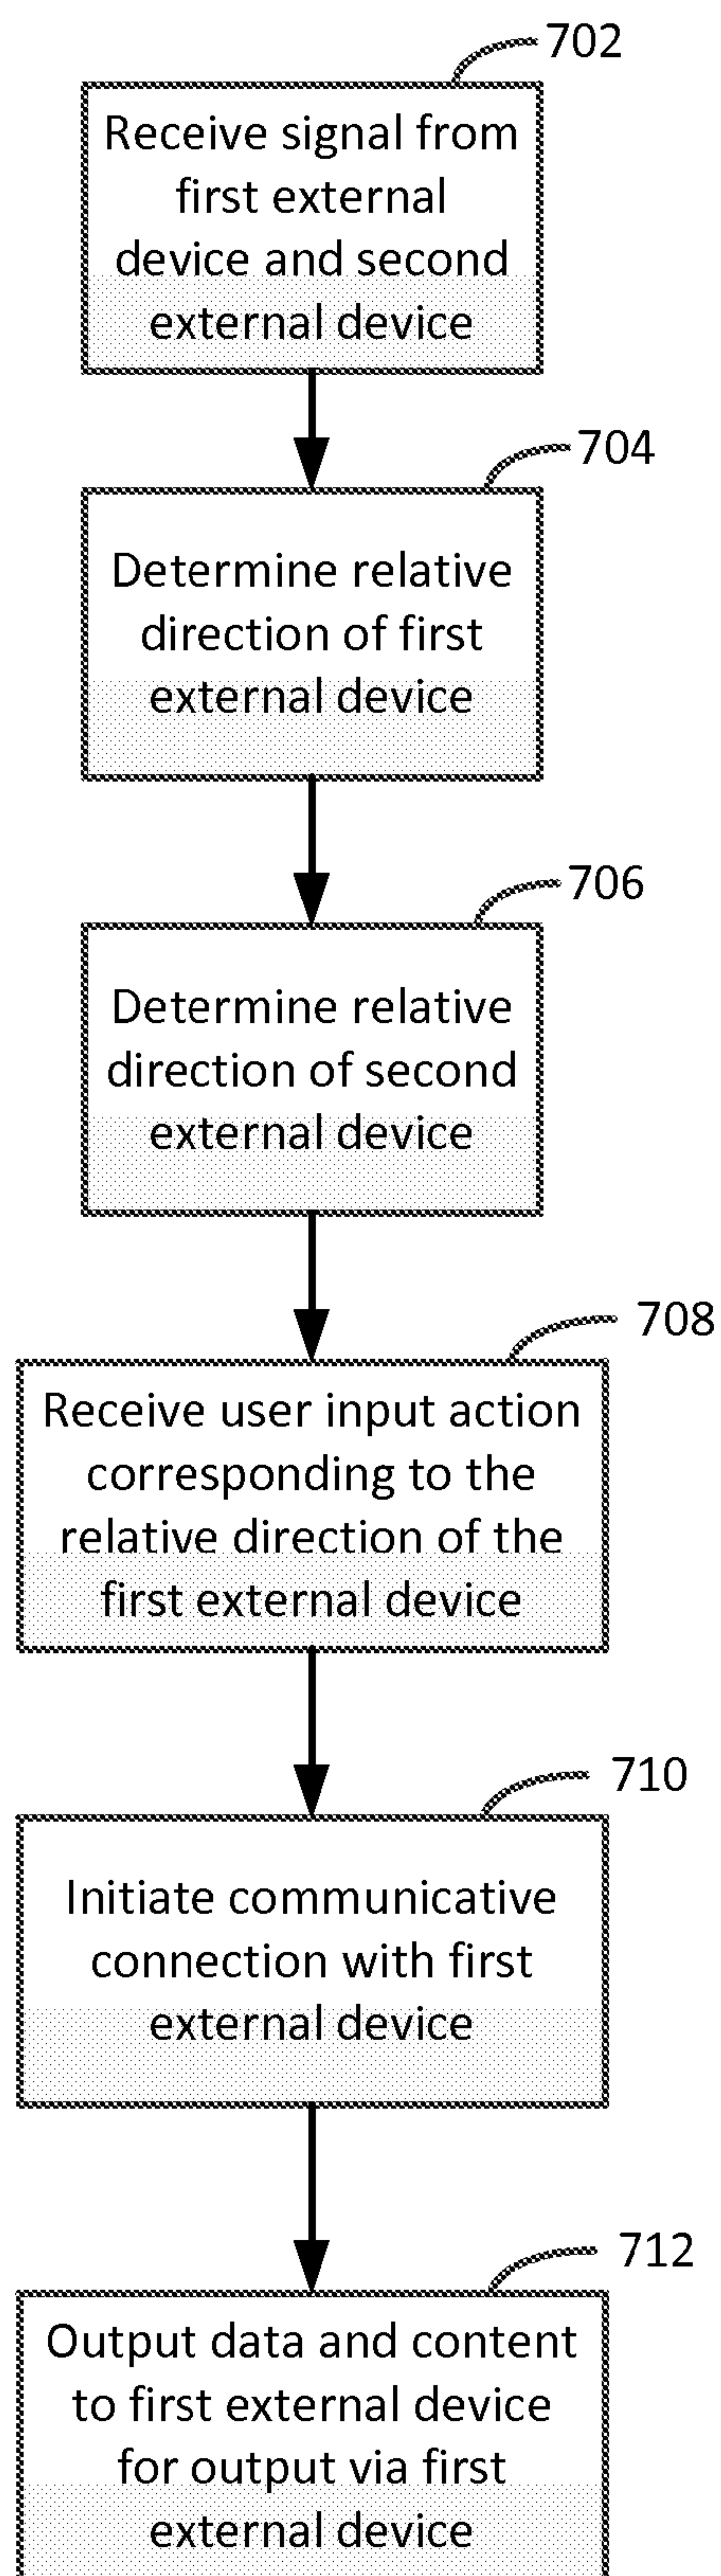 702
Receive signal from
first external
device and second
external device
704
Determine relative
direction of first
external device
706
Determine relative
direction of second
external device
708
Receive user input action
corresponding to the
relative direction of the
first external device
710
Initiate communicative
connection with first
external device
712
Output data and content
to first external device
for output via first
external device